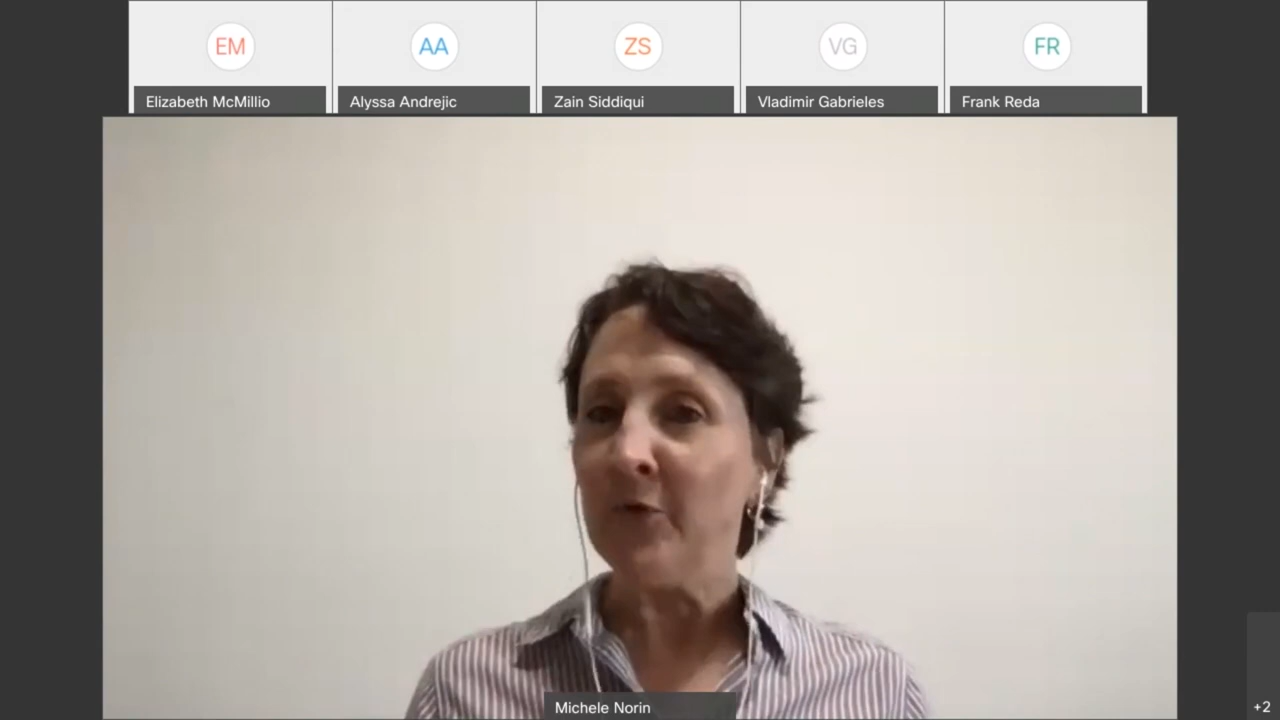 EM
AA
ZS
VG
FR
Elizabeth McMillio
Alyssa Andrejic
Zain Siddiqui
Vladimir Gabrieles
Frank Reda
Michele Norin
+2